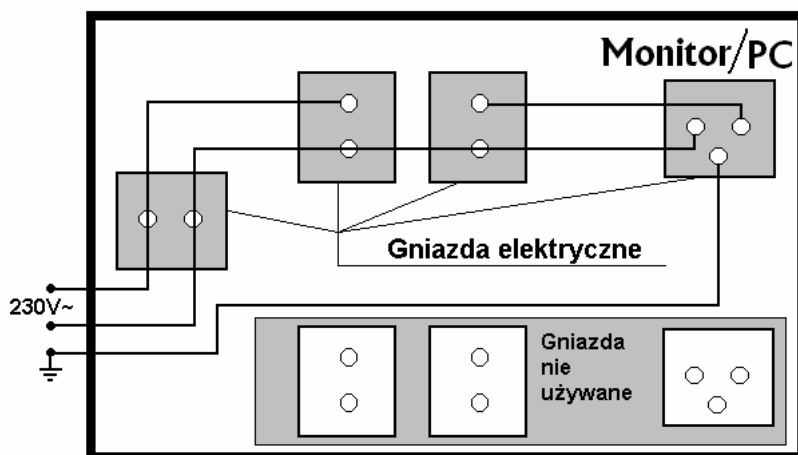 Monitor/PC
Gniazda elektryczne
230V~
Gniazda
nie
używane